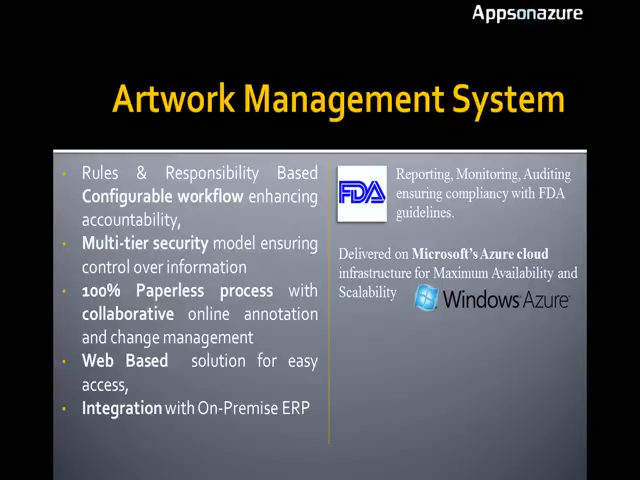 Appsonazure
Artwork Management System
• Rules & Responsibility Based
Configurable workflow enhancing
accountability,
• Multi-tier security model ensuring
control over information
• 100% Paperless process with
collaborative online annotation
and change management
• Web Based solution for easy
access,
• Integration with On-Premise ERP
FDA
Reporting, Monitoring, Auditing
ensuring compliancy with FDA
guidelines.
Delivered on Microsoft's Azure cloud
infrastructure for Maximum Availability and
Scalability
Windows Azure